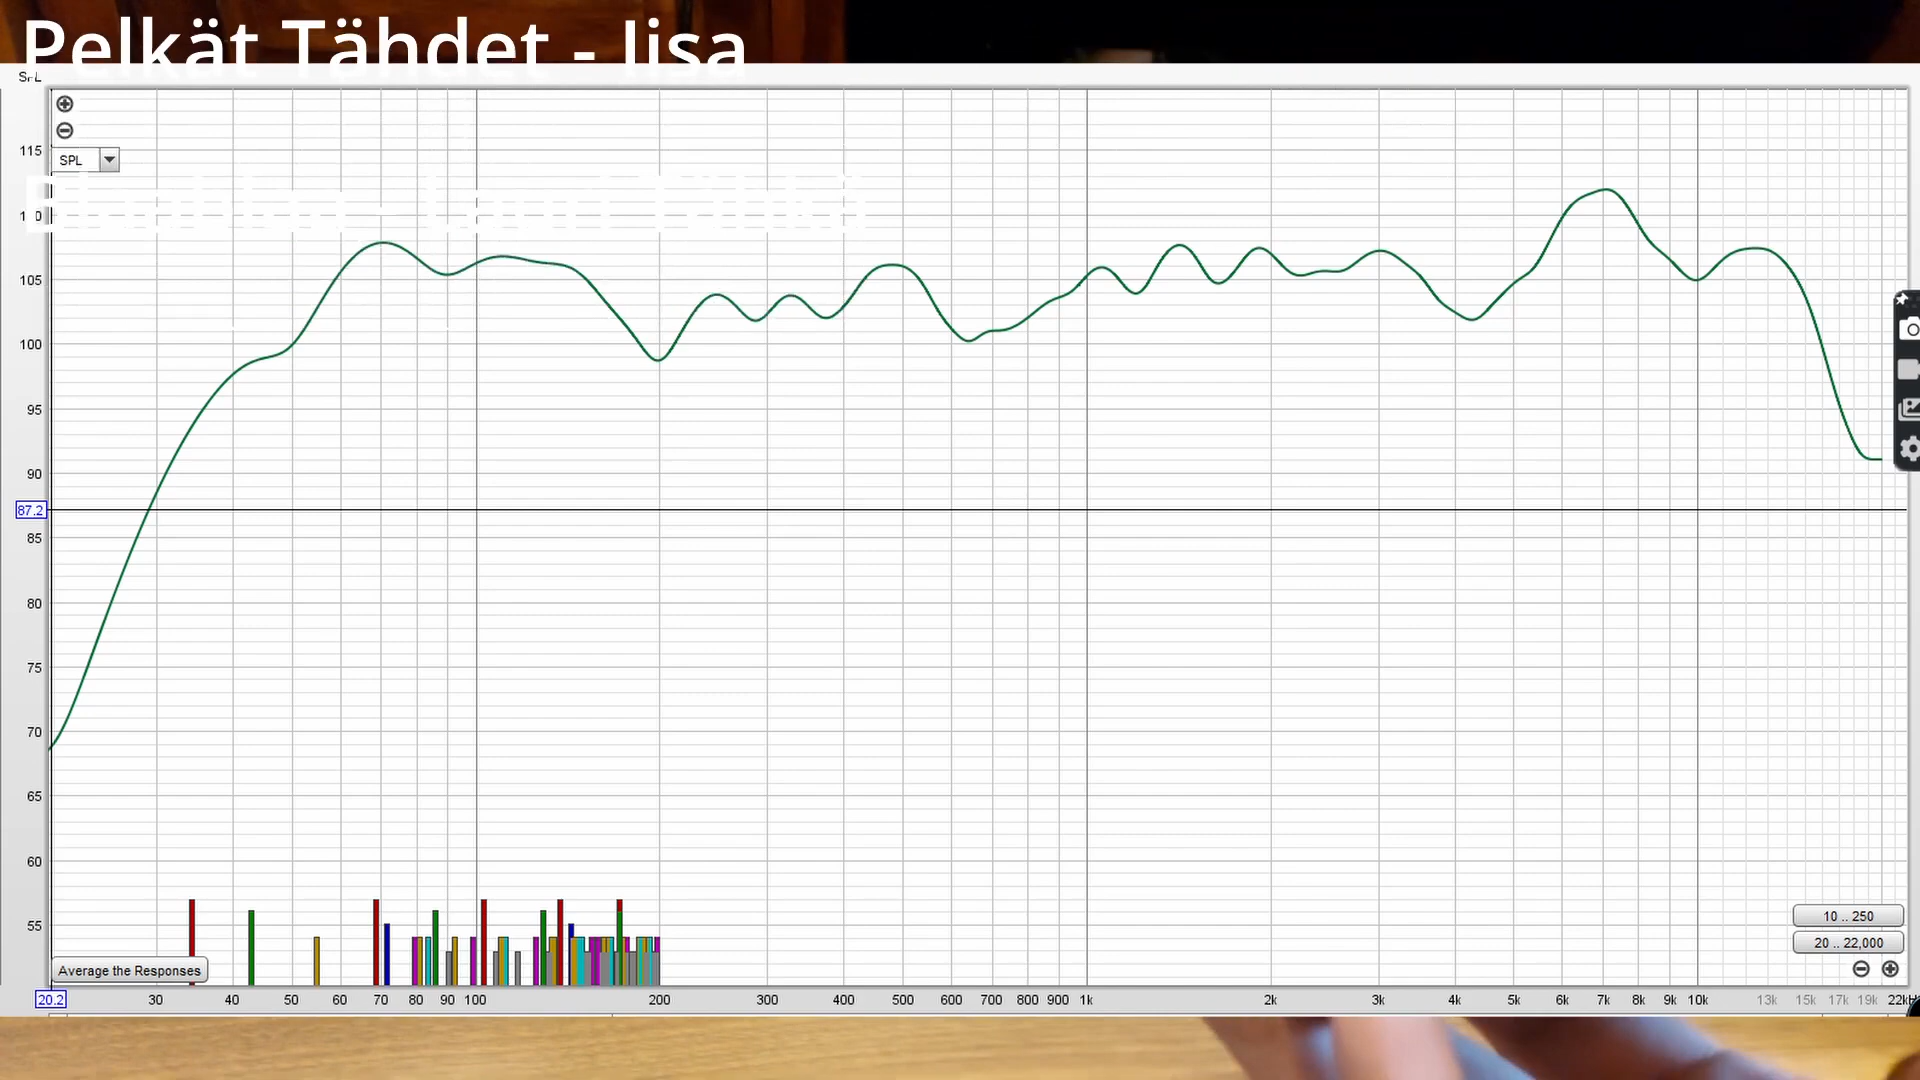 Pelkät Tähdet - Iisa
SPL
SPL
115
110
105
100
95
90
87.2
85
80
75
70
65
60
55
10 .. 250
20 .. 22,000
Average the Responses
20.2 30 40 50 60 70 80 90 100 200 300 400 500 600 700 800 900 1k 2k 3k 4k 5k 6k 7k 8k 9k 10k 13k 15k 17k 19k 22kH